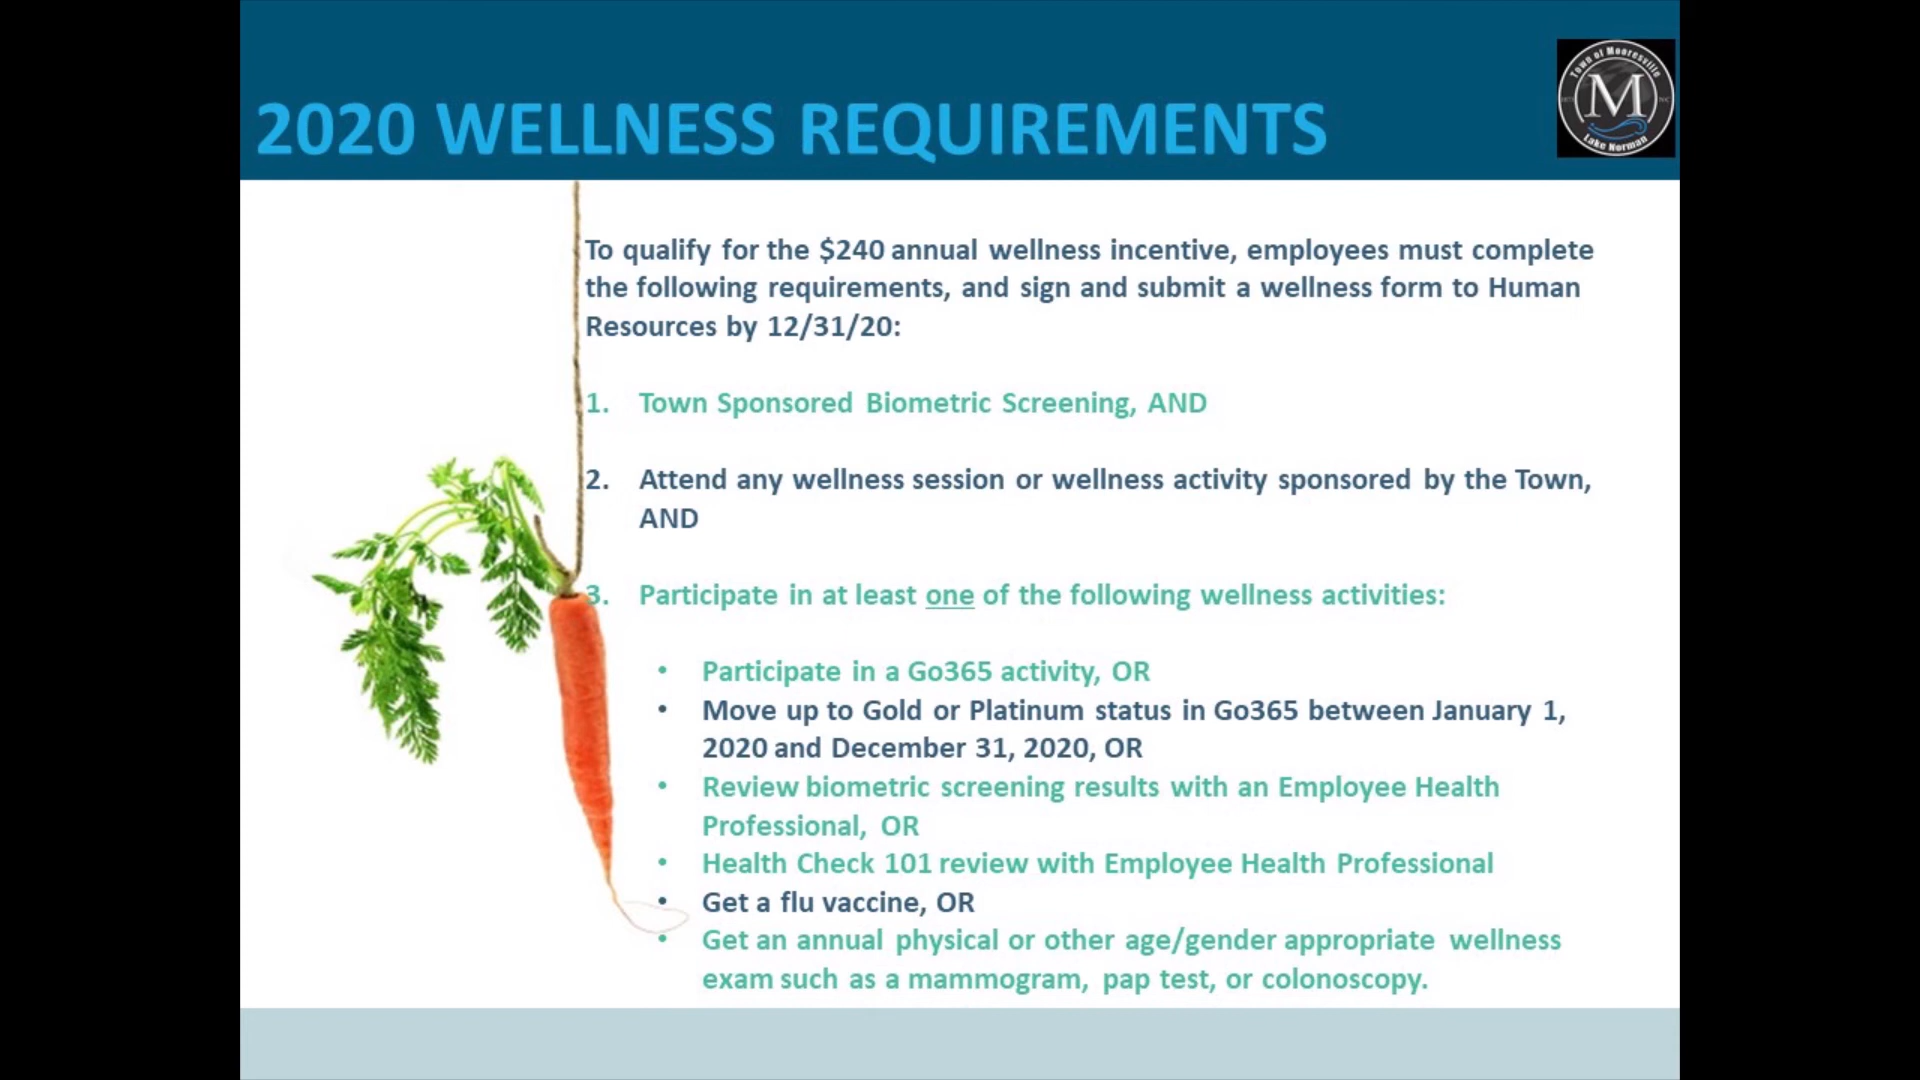 2020 WELLNESS REQUIREMENTS
Town of Mooresville
M
Lake Norman
To qualify for the $240 annual wellness incentive, employees must complete
the following requirements, and sign and submit a wellness form to Human
Resources by 12/31/20:
1. Town Sponsored Biometric Screening, AND
2. Attend any wellness session or wellness activity sponsored by the Town,
AND
3. Participate in at least one of the following wellness activities:
• Participate in a Go365 activity, OR
• Move up to Gold or Platinum status in Go365 between January 1,
2020 and December 31, 2020, OR
• Review biometric screening results with an Employee Health
Professional, OR
• Health Check 101 review with Employee Health Professional
• Get a flu vaccine, OR
• Get an annual physical or other age/gender appropriate wellness
exam such as a mammogram, pap test, or colonoscopy.